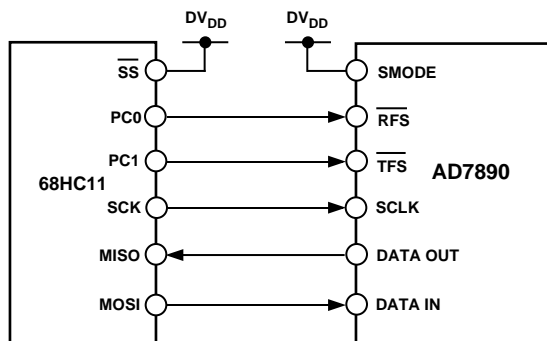 DVDD DVDD
SS SMODE
PC0 RFS
PC1 TFS
68HC11 AD7890
SCK SCLK
MISO DATA OUT
MOSI DATA IN